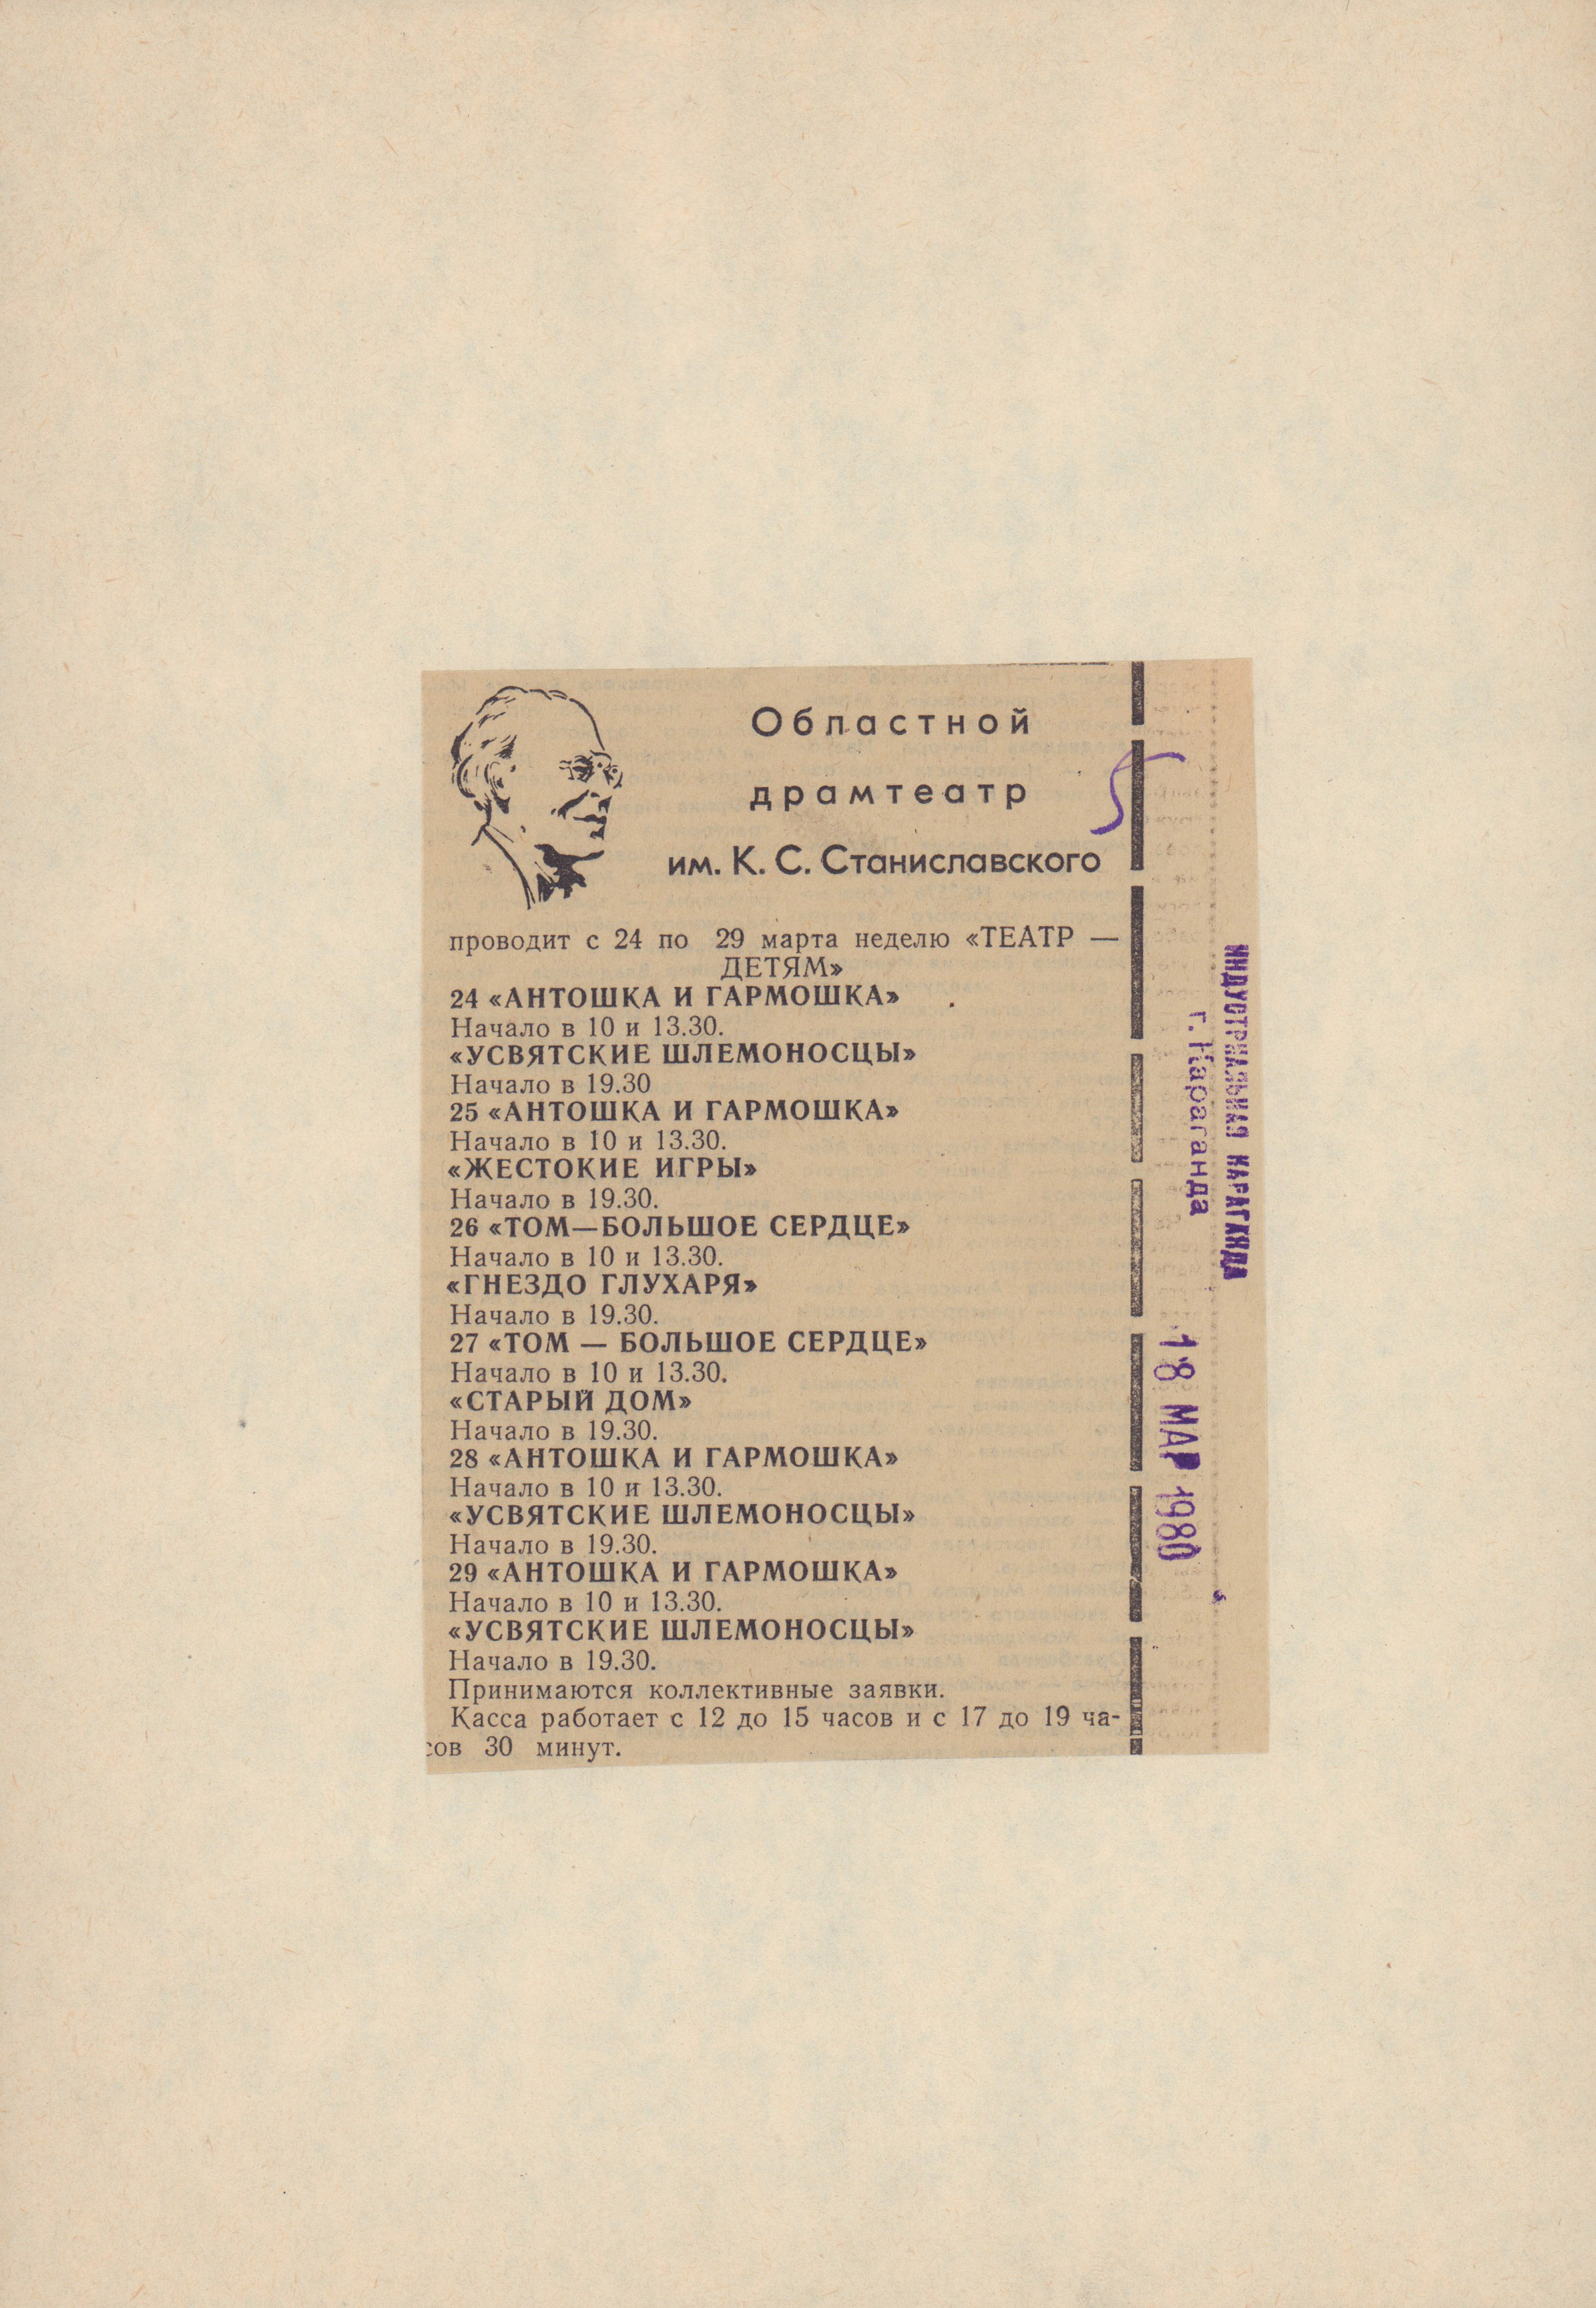 Областной
драмтеатр
им. К. С. Станиславского
проводит с 24 по 29 марта неделю «ТЕАТР —
ДЕТЯМ»
24 «АНТОШКА И ГАРМОШКА»
Начало в 10 и 13.30.
«УСВЯТСКИЕ ШЛЕМОНОСЦЫ»
Начало в 19.30
25 «АНТОШКА И ГАРМОШКА»
Начало в 10 и 13.30.
«ЖЕСТОКИЕ ИГРЫ»
Начало в 19.30.
26 «ТОМ—БОЛЬШОЕ СЕРДЦЕ»
Начало в 10 и 13.30.
«ГНЕЗДО ГЛУХАРЯ»
Начало в 19.30.
27 «ТОМ — БОЛЬШОЕ СЕРДЦЕ»
Начало в 10 и 13.30.
«СТАРЫЙ ДОМ»
Начало в 19.30.
28 «АНТОШКА И ГАРМОШКА»
Начало в 10 и 13.30.
«УСВЯТСКИЕ ШЛЕМОНОСЦЫ»
Начало в 19.30.
29 «АНТОШКА И ГАРМОШКА»
Начало в 10 и 13.30.
«УСВЯТСКИЕ ШЛЕМОНОСЦЫ»
Начало в 19.30.
Принимаются коллективные заявки.
Касса работает с 12 до 15 часов и с 17 до 19 ча-
сов 30 минут.
ИНДУСТРИАЛЬНАЯ КАРАГАНДА
г. Караганда
18 МАР 1980